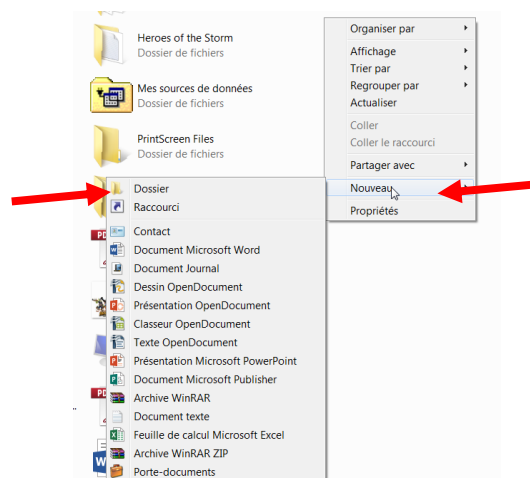 Heroes of the Storm
Dossier de fichiers
Mes sources de données
Dossier de fichiers
PrintScreen Files
Dossier de fichiers
Organiser par
Affichage
Trier par
Regrouper par
Actualiser
Coller
Coller le raccourci
Partager avec
Nouveau
Propriétés
Dossier
Raccourci
Contact
Document Microsoft Word
Document Journal
Dessin OpenDocument
Présentation OpenDocument
Classeur OpenDocument
Texte OpenDocument
Présentation Microsoft PowerPoint
Document Microsoft Publisher
Archive WinRAR
Document texte
Feuille de calcul Microsoft Excel
Archive WinRAR ZIP
Porte-documents